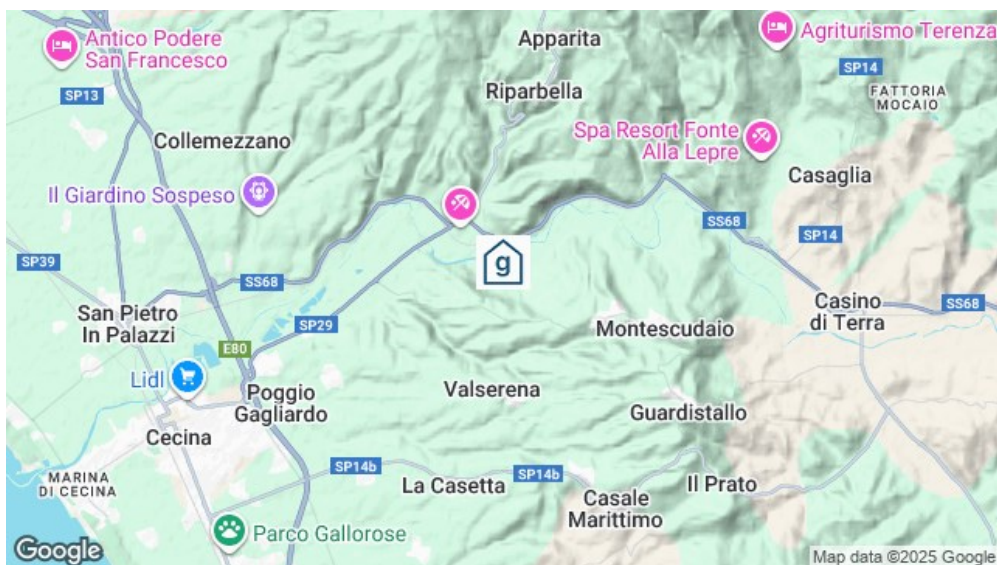 Antico Podere
San Francesco
Apparita
Agriturismo Terenza
SP14
SP13
Riparbella
FATTORIA
MOCAIO
Collemezzano
Spa Resort Fonte
Alla Lepre
Casaglia
Il Giardino Sospeso
SS68
SP14
SP39
g
SS68
San Pietro
In Palazzi
SP29
Montescudaio
Casino
di Terra
SS68
E80
Lidl
Poggio
Gagliardo
Valserena
Guardistallo
Cecina
MARINA
DI CECINA
SP14b
La Casetta
SP14b
Il Prato
Casale
Marittimo
Parco Gallorose
Google
Map data ©2025 Google